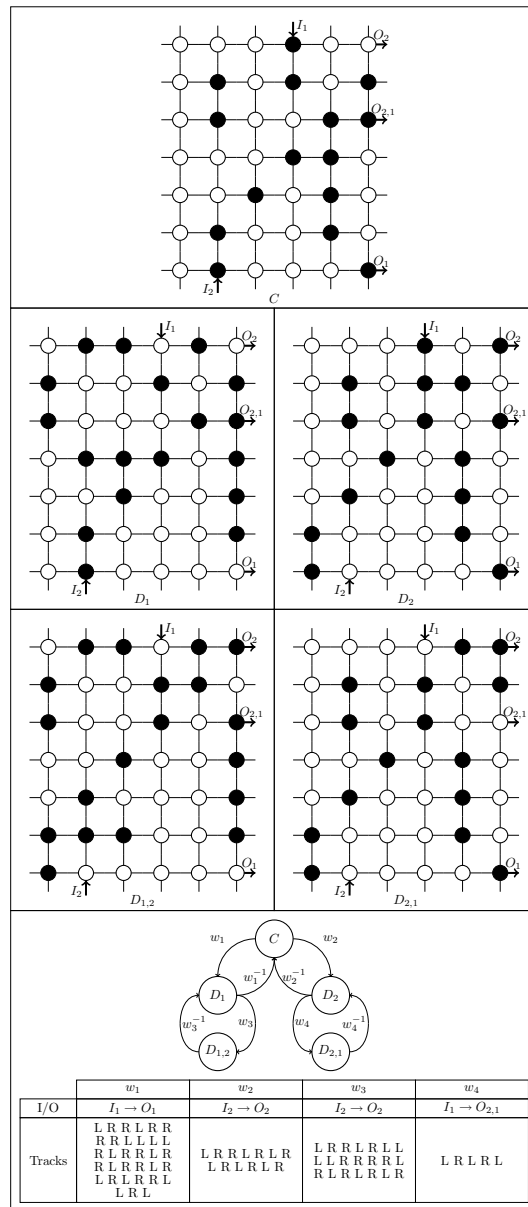 I1
O2
O2,1
O1
I2
C
I1
O2
O2,1
O1
I2
D1
I1
O2
O2,1
O1
I2
D2
I1
O2
O2,1
O1
I2
D1,2
I1
O2
O2,1
O1
I2
D2,1
w1 C w2
w1^-1 w2^-1
D1 D2
w3^-1 w3 w4 w4^-1
D1,2 D2,1
w1 w2 w3 w4
I/O I1 → O1 I2 → O2 I2 → O2 I1 → O2,1
Tracks
L R R L R R
R R L L L L
R L R R L R
R L R R L R
L R L R R L
L R L
L R R L R L R
L R L R L R
L R R L R L L
L L R R R R L
R L R L R L R
L R L R L